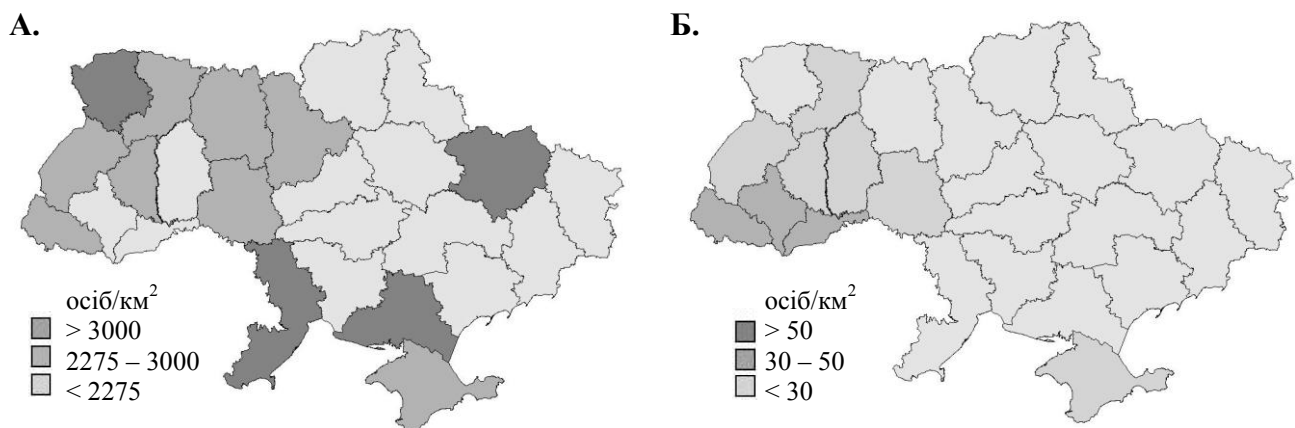 А.
осіб/км²
> 3000
2275 – 3000
< 2275
Б.
осіб/км²
> 50
30 – 50
< 30